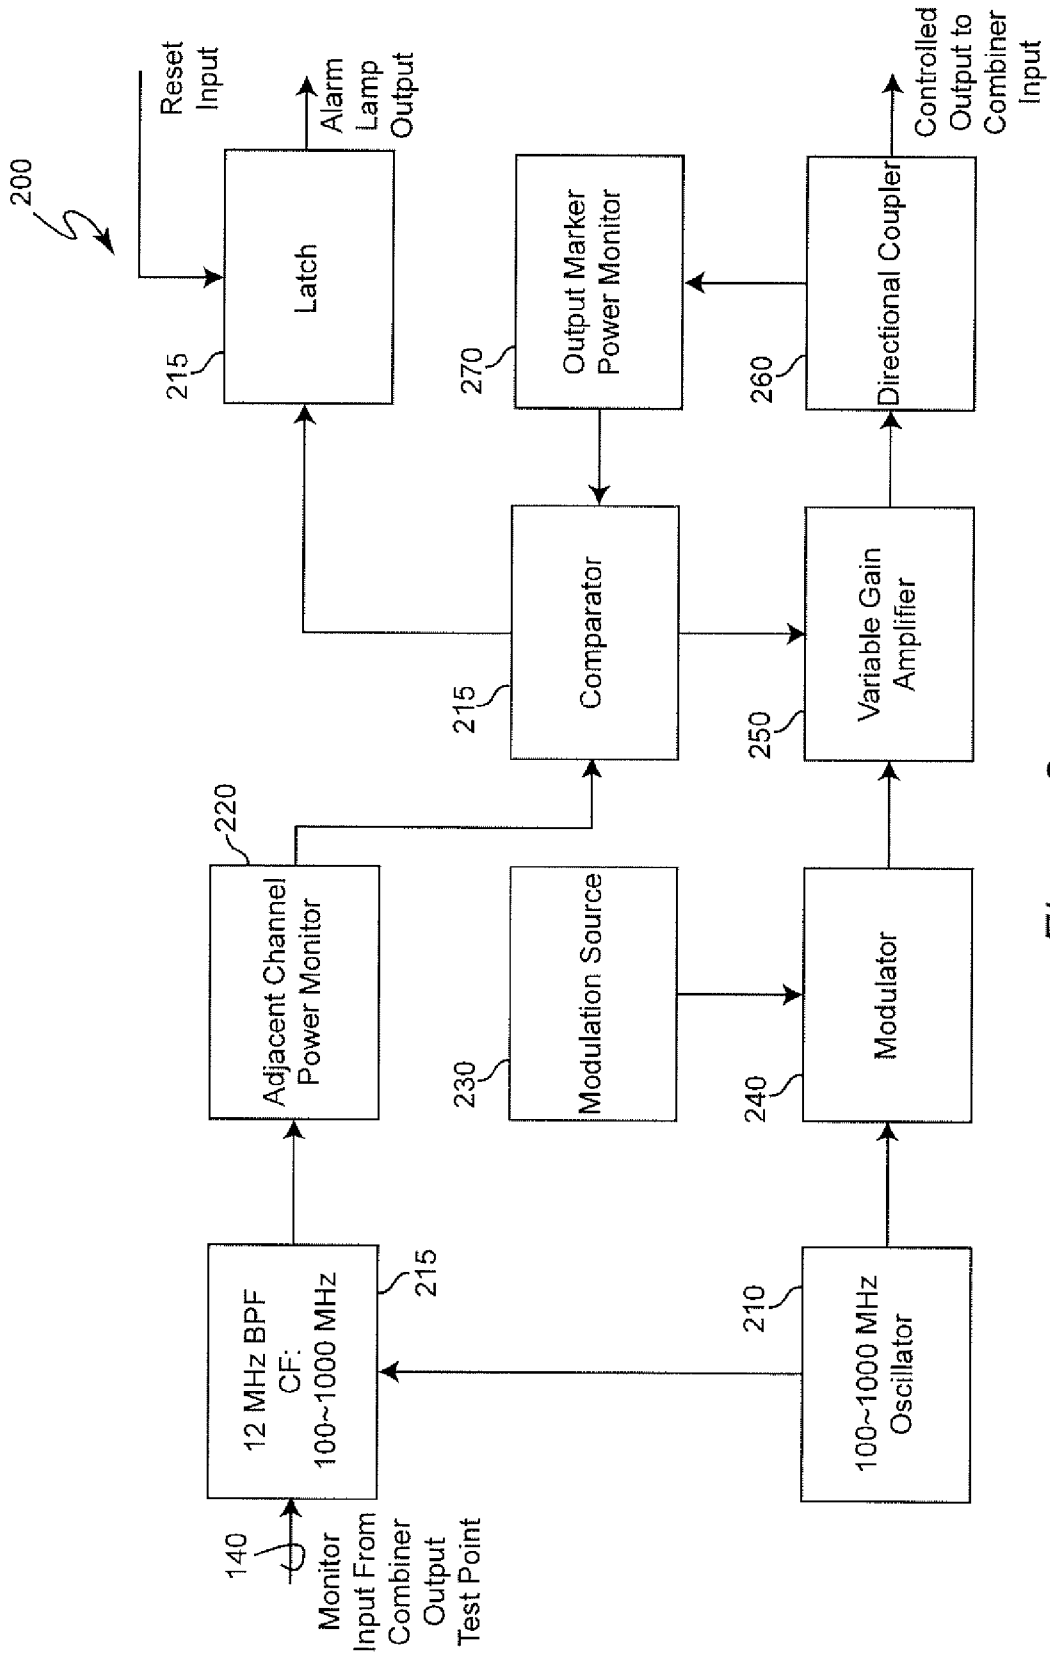 200
140
Monitor
Input From
Combiner
Output
Test Point
12 MHz BPF
CF:
100~1000 MHz
215
Adjacent Channel
Power Monitor
220
Latch
215
Reset
Input
Alarm
Lamp
Output
Modulation Source
230
Comparator
215
Output Marker
Power Monitor
270
100~1000 MHz
Oscillator
210
Modulator
240
Variable Gain
Amplifier
250
Directional Coupler
260
Controlled
Output to
Combiner
Input